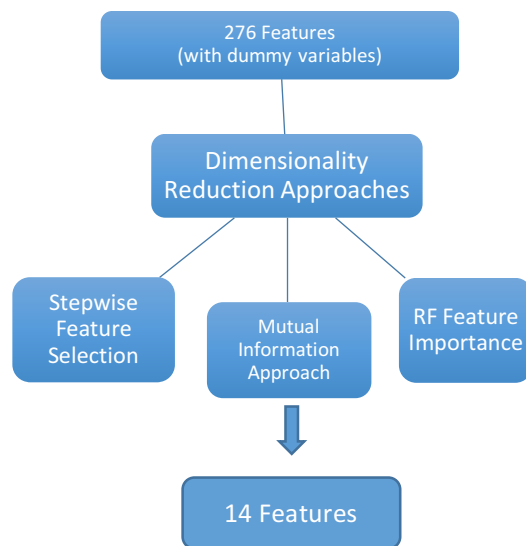 276 Features
(with dummy variables)
Dimensionality
Reduction Approaches
Stepwise
Feature
Selection
Mutual
Information
Approach
RF Feature
Importance
14 Features